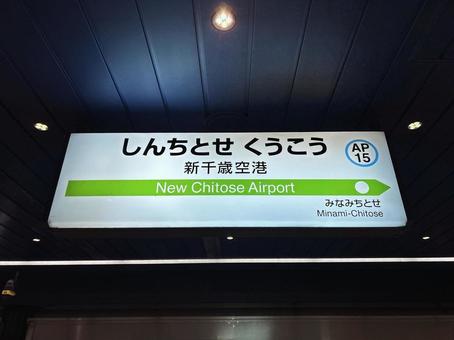 しんちとせ くうこう
AP
15
新千歳空港
New Chitose Airport
みなみちとせ
Minami-Chitose